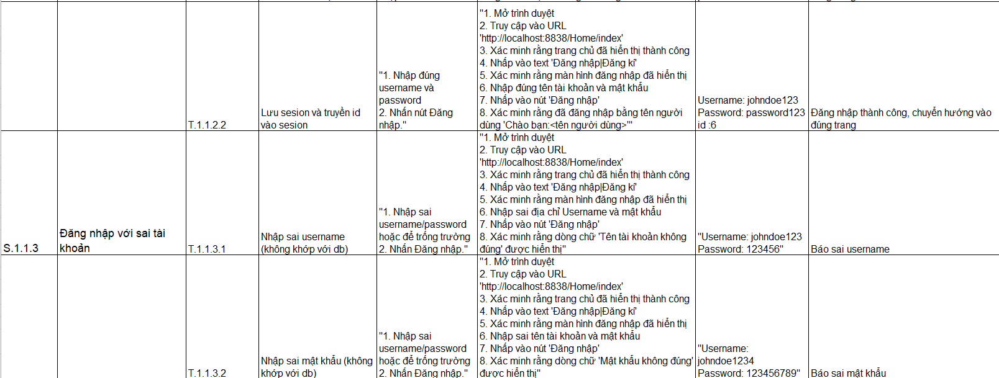 T.1.1.2.2
Lưu sesion và truyền id
vào sesion
"1. Nhập đúng
username và
password
2. Nhấn nút Đăng
nhập."
"1. Mở trình duyệt
2. Truy cập vào URL
'http://localhost:8838/Home/index'
3. Xác minh rằng trang chủ đã hiển thị thành công
4. Nhấp vào text 'Đăng nhập|Đăng kí'
5. Xác minh rằng màn hình đăng nhập đã hiển thị
6. Nhập đúng tên tài khoản và mật khẩu
7. Nhấp vào nút 'Đăng nhập'
8. Xác minh rằng đã đăng nhập bằng tên người
dùng 'Chào bạn:<tên người dùng>'"
Username: johndoe123
Password: password123
id :6
Đăng nhập thành công, chuyển hướng vào
đúng trang
S.1.1.3
Đăng nhập với sai tài
khoản
T.1.1.3.1
Nhập sai username
(không khớp với db)
"1. Nhập sai
username/password
hoặc để trống trường
2. Nhấn Đăng nhập."
"1. Mở trình duyệt
2. Truy cập vào URL
'http://localhost:8838/Home/index'
3. Xác minh rằng trang chủ đã hiển thị thành công
4. Nhấp vào text 'Đăng nhập|Đăng kí'
5. Xác minh rằng màn hình đăng nhập đã hiển thị
6. Nhập sai địa chỉ Username và mật khẩu
7. Nhấp vào nút 'Đăng nhập'
8. Xác minh rằng dòng chữ 'Tên tài khoản không
đúng' được hiển thị"
"Username: johndoe123
Password: 123456"
Báo sai username
T.1.1.3.2
Nhập sai mật khẩu (không
khớp với db)
"1. Nhập sai
username/password
hoặc để trống trường
2. Nhấn Đăng nhập."
"1. Mở trình duyệt
2. Truy cập vào URL
'http://localhost:8838/Home/index'
3. Xác minh rằng trang chủ đã hiển thị thành công
4. Nhấp vào text 'Đăng nhập|Đăng kí'
5. Xác minh rằng màn hình đăng nhập đã hiển thị
6. Nhập sai tên tài khoản và mật khẩu
7. Nhấp vào nút 'Đăng nhập'
8. Xác minh rằng dòng chữ 'Mật khẩu không đúng'
được hiển thị"
"Username:
johndoe1234
Password: 123456789"
Báo sai mật khẩu